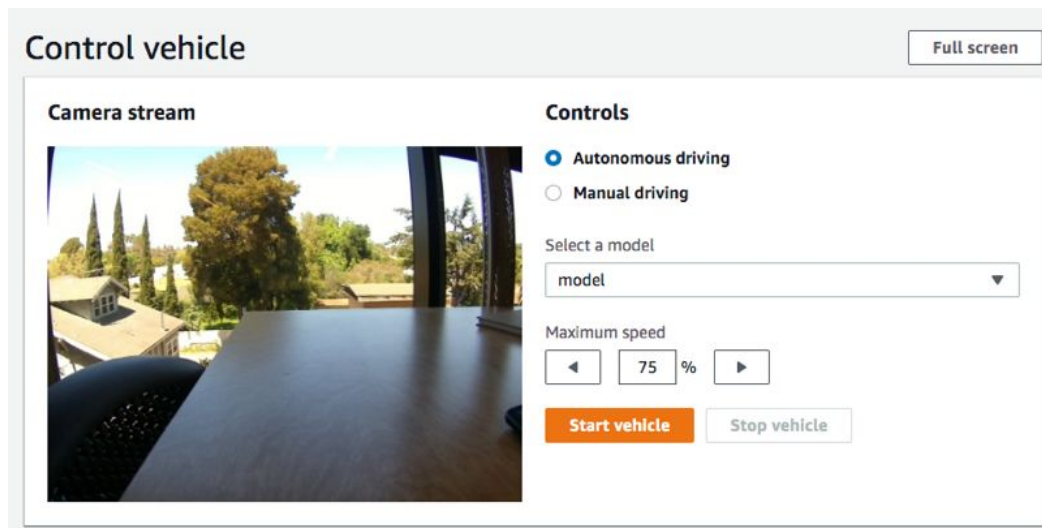 Control vehicle
Full screen
Camera stream
Controls
Autonomous driving
Manual driving
Select a model
model
Maximum speed
75 %
Start vehicle
Stop vehicle